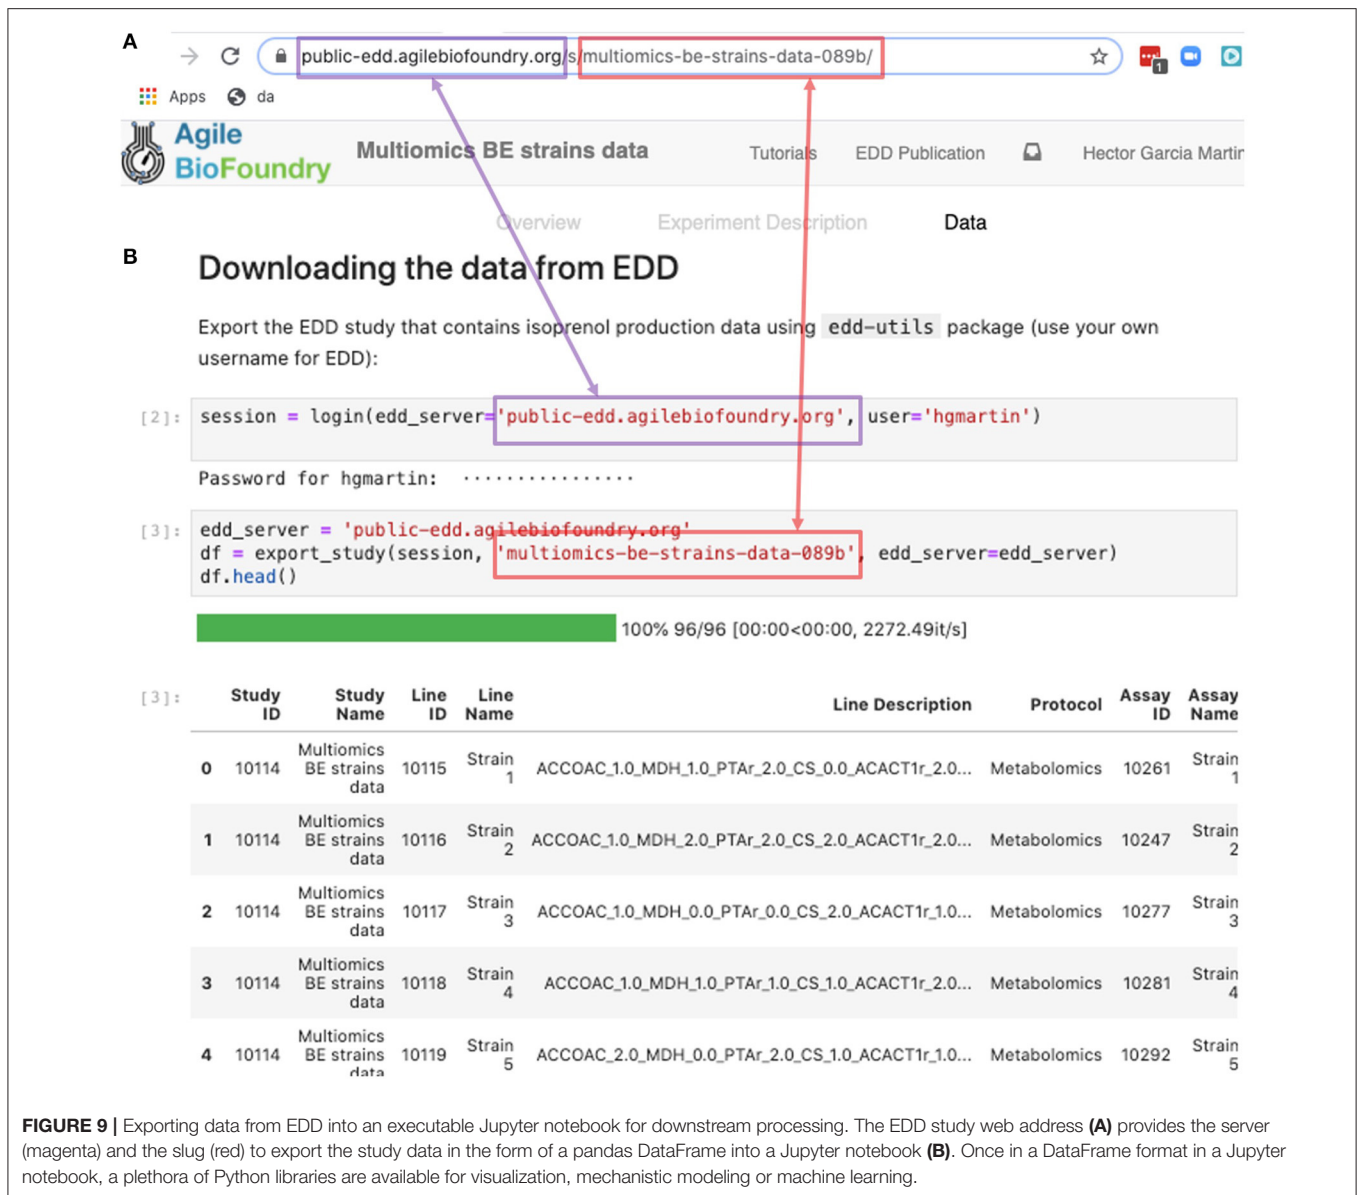 A
public-edd.agilebiofoundry.org/s/multiomics-be-strains-data-089b/
1
Apps da
Agile
BioFoundry
Multiomics BE strains data
Tutorials EDD Publication Hector Garcia Martin
Overview Experiment Description Data
B
Downloading the data from EDD
Export the EDD study that contains isoprenol production data using edd-utils package (use your own
username for EDD):
[2]: session = login(edd_server='public-edd.agilebiofoundry.org', user='hgmartin')
Password for hgmartin: ················
[3]: edd_server = 'public-edd.agilebiofoundry.org'
df = export_study(session, 'multiomics-be-strains-data-089b', edd_server=edd_server)
df.head()
100% 96/96 [00:00<00:00, 2272.49it/s]
[3]:
Study Study Line Line Line Description Protocol Assay Assay
ID Name ID Name ID Name
Multiomics
0 10114 BE strains 10115 Strain ACCOAC_1.0_MDH_1.0_PTAr_2.0_CS_0.0_ACACT1r_2.0... Metabolomics 10261 Strain
data 1 1
Multiomics
1 10114 BE strains 10116 Strain ACCOAC_1.0_MDH_2.0_PTAr_2.0_CS_2.0_ACACT1r_2.0... Metabolomics 10247 Strain
data 2 2
Multiomics
2 10114 BE strains 10117 Strain ACCOAC_1.0_MDH_0.0_PTAr_0.0_CS_2.0_ACACT1r_1.0... Metabolomics 10277 Strain
data 3 3
Multiomics
3 10114 BE strains 10118 Strain ACCOAC_1.0_MDH_1.0_PTAr_1.0_CS_1.0_ACACT1r_2.0... Metabolomics 10281 Strain
data 4 4
Multiomics
4 10114 BE strains 10119 Strain ACCOAC_2.0_MDH_0.0_PTAr_2.0_CS_1.0_ACACT1r_1.0... Metabolomics 10292 Strain
data 5 5
FIGURE 9 | Exporting data from EDD into an executable Jupyter notebook for downstream processing. The EDD study web address (A) provides the server
(magenta) and the slug (red) to export the study data in the form of a pandas DataFrame into a Jupyter notebook (B). Once in a DataFrame format in a Jupyter
notebook, a plethora of Python libraries are available for visualization, mechanistic modeling or machine learning.